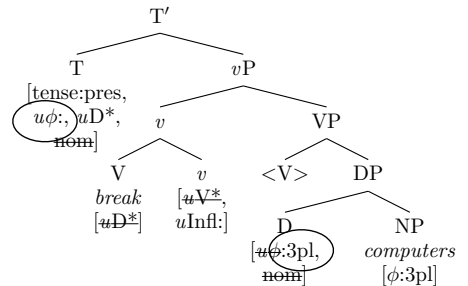 T′
T vP
[tense:pres,
uϕ:, uD*,
nom]
v VP
V v <V> DP
break [uV*,
[uD*] uInfl:]
D NP
[uϕ:3pl, computers
nom] [ϕ:3pl]